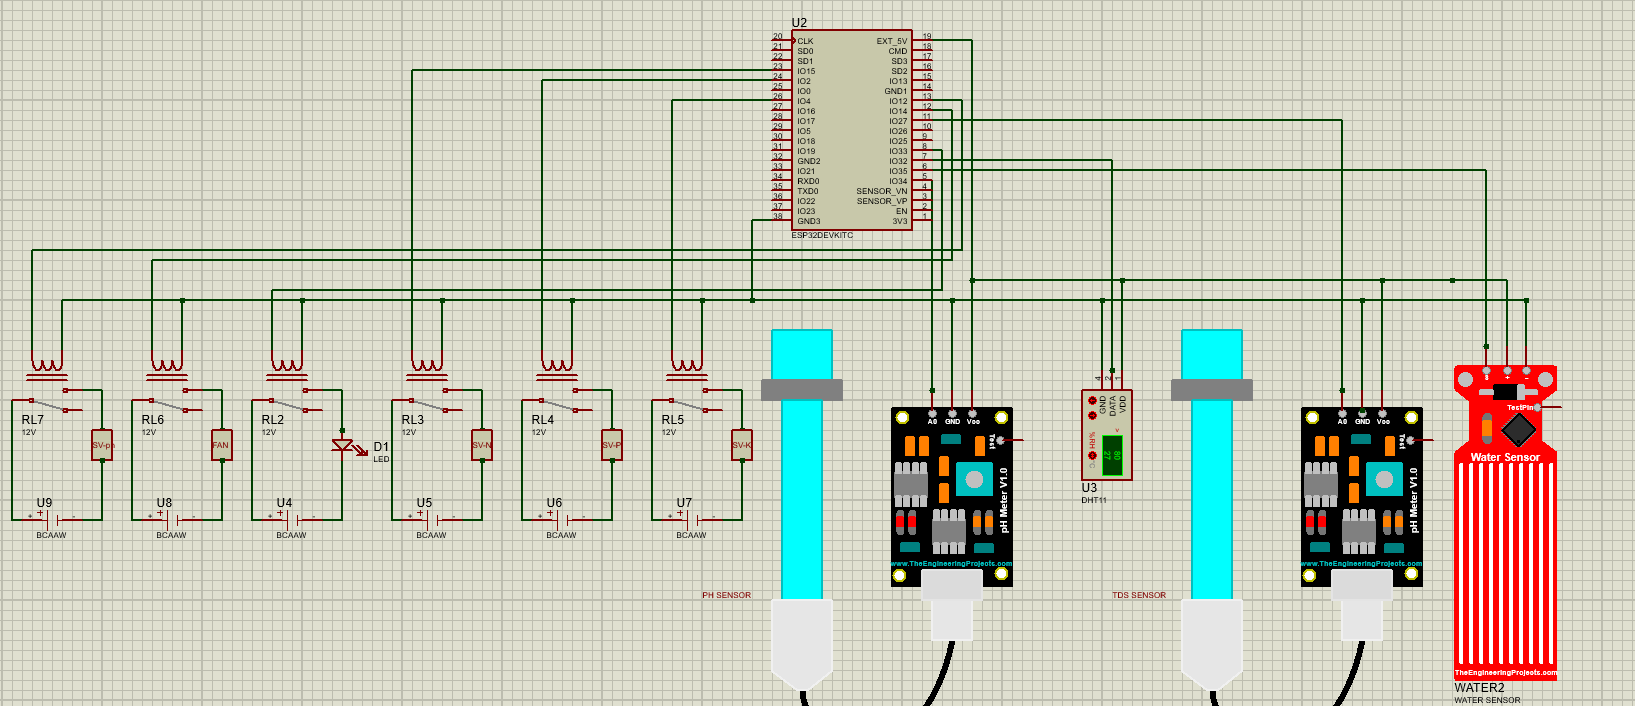 U2
20 CLK EXT_5V 19
21 SD0 CMD 18
22 SD1 SD3 17
23 IO15 SD2 16
24 IO2 IO13 15
25 IO0 GND1 14
26 IO4 IO12 13
27 IO16 IO14 12
28 IO17 IO27 11
29 IO5 IO26 10
30 IO18 IO25 9
31 IO19 IO33 8
32 GND2 IO32 7
33 IO21 IO35 6
34 RXD0 IO34 5
35 TXD0 SENSOR_VN 4
36 IO22 SENSOR_VP 3
37 IO23 EN 2
38 GND3 3V3 1
ESP32DEVKITC
RL7
12V
SV-ph
U9
+ + -
BCAAW
RL6
12V
FAN
U8
+ + -
BCAAW
RL2
12V
D1
LED
U4
+ + -
BCAAW
RL3
12V
SV-N
U5
+ + -
BCAAW
RL4
12V
SV-P
U6
+ + -
BCAAW
RL5
12V
SV-K
U7
+ + -
BCAAW
PH SENSOR
A0 GND Vcc
Test
pH Meter V1.0
www.TheEngineeringProjects.com
4 2 1
GND
DATA
VDD
%RH
°C
80
27
U3
DHT11
TDS SENSOR
A0 GND Vcc
Test
pH Meter V1.0
www.TheEngineeringProjects.com
TestPin
Water Sensor
TheEngineeringProjects.com
WATER2
WATER SENSOR